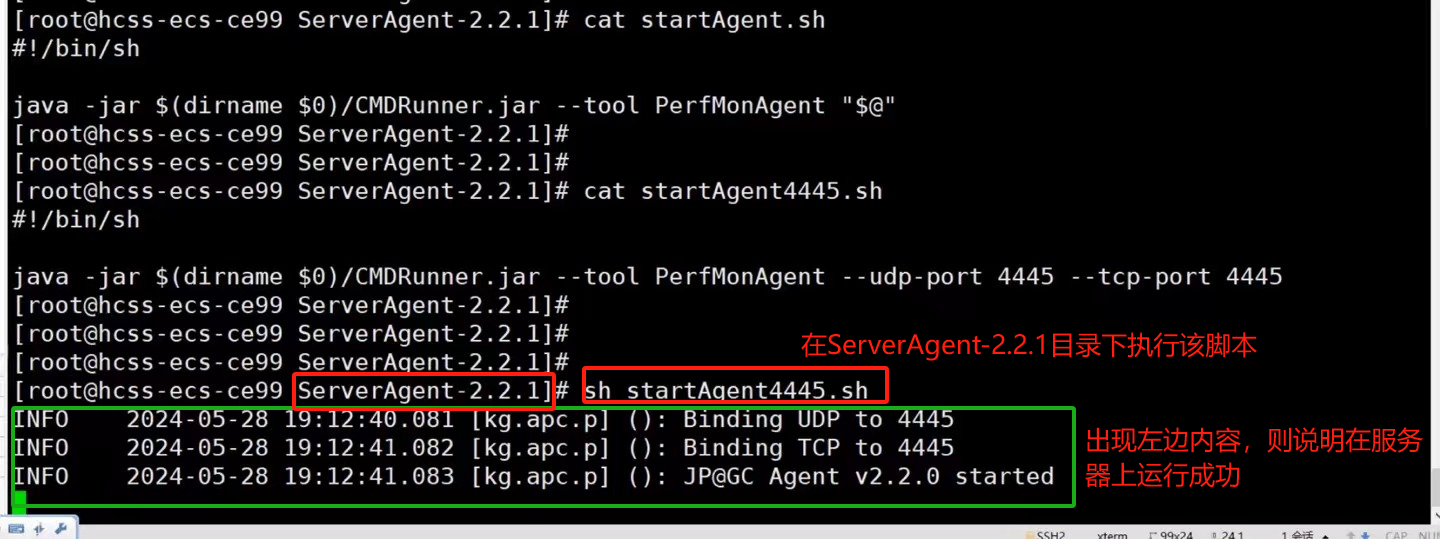 [root@hcss-ecs-ce99 ServerAgent-2.2.1]# cat startAgent.sh
#!/bin/sh
java -jar $(dirname $0)/CMDRunner.jar --tool PerfMonAgent "$@"
[root@hcss-ecs-ce99 ServerAgent-2.2.1]#
[root@hcss-ecs-ce99 ServerAgent-2.2.1]#
[root@hcss-ecs-ce99 ServerAgent-2.2.1]# cat startAgent4445.sh
#!/bin/sh
java -jar $(dirname $0)/CMDRunner.jar --tool PerfMonAgent --udp-port 4445 --tcp-port 4445
[root@hcss-ecs-ce99 ServerAgent-2.2.1]#
[root@hcss-ecs-ce99 ServerAgent-2.2.1]#
在ServerAgent-2.2.1目录下执行该脚本
[root@hcss-ecs-ce99 ServerAgent-2.2.1]#
[root@hcss-ecs-ce99 ServerAgent-2.2.1]# sh startAgent4445.sh
INFO    2024-05-28 19:12:40.081 [kg.apc.p] (): Binding UDP to 4445
INFO    2024-05-28 19:12:41.082 [kg.apc.p] (): Binding TCP to 4445
INFO    2024-05-28 19:12:41.083 [kg.apc.p] (): JP@GC Agent v2.2.0 started
出现左边内容，则说明在服务
器上运行成功
SSH2 xterm 99x24 24,1 1 会话 CAP NUM